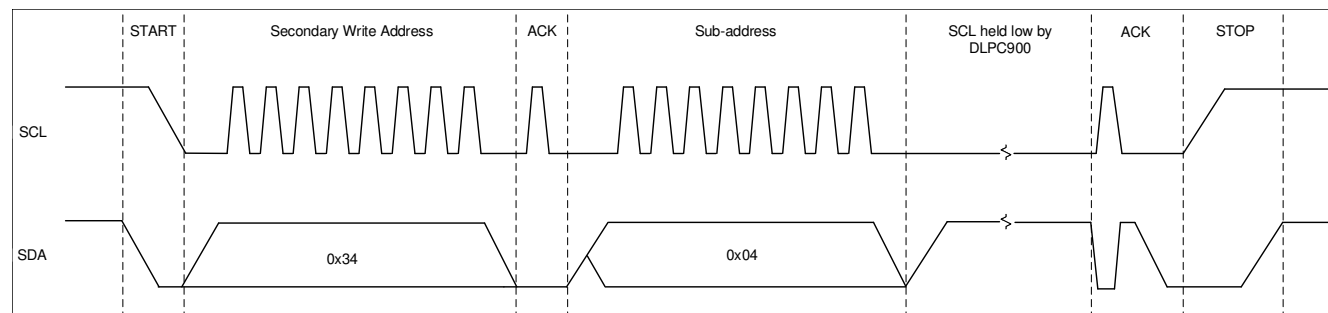 START
Secondary Write Address
ACK
Sub-address
SCL held low by
DLPC900
ACK
STOP
SCL
SDA
0x34
0x04